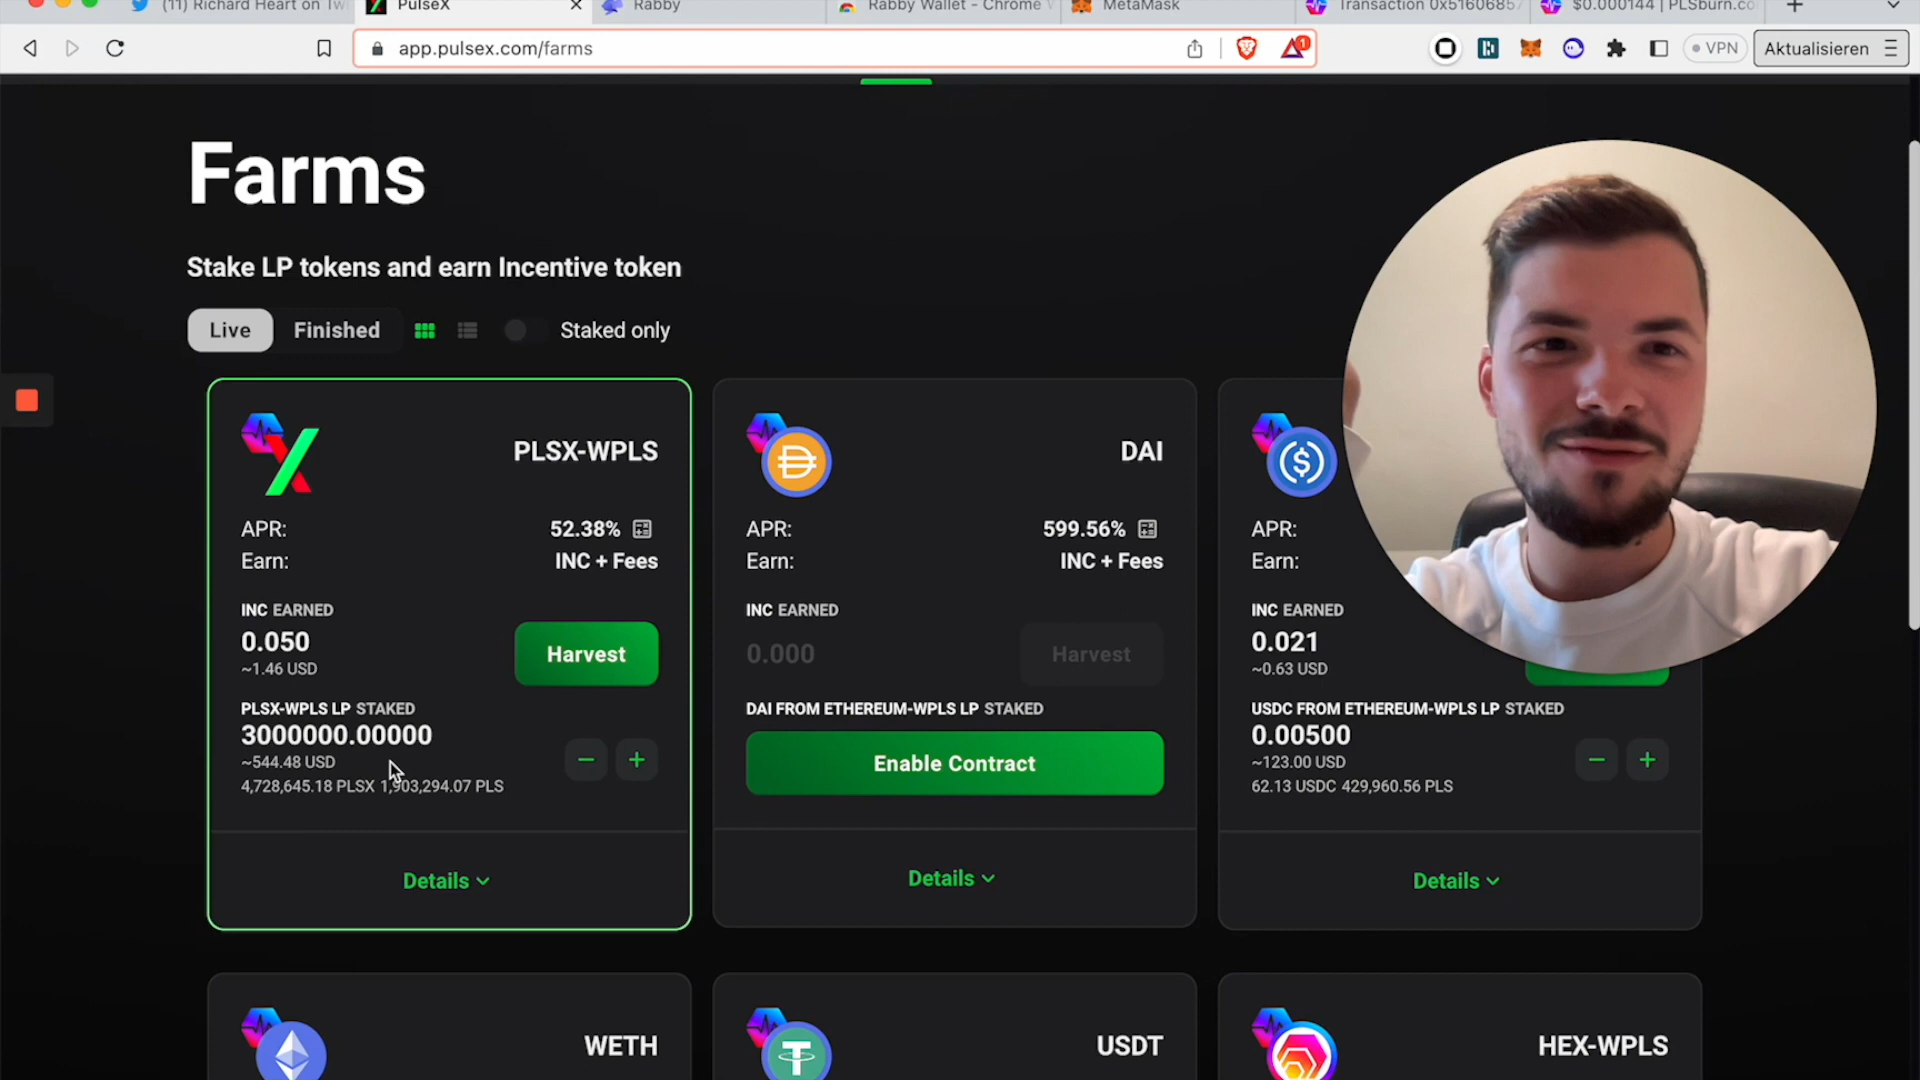 (11) Richard Heart on Twi
PulseX
Rabby
Rabby Wallet - Chrome
MetaMask
Transaction 0x5160685
$0.000144 | PLSburn.co
app.pulsex.com/farms
1
VPN
Aktualisieren
Farms
Stake LP tokens and earn Incentive token
Live
Finished
Staked only
PLSX-WPLS
APR:
52.38%
Earn:
INC + Fees
INC EARNED
0.050
~1.46 USD
Harvest
PLSX-WPLS LP STAKED
3000000.00000
~544.48 USD
4,728,645.18 PLSX 1,903,294.07 PLS
Details
DAI
APR:
599.56%
Earn:
INC + Fees
INC EARNED
0.000
Harvest
DAI FROM ETHEREUM-WPLS LP STAKED
Enable Contract
Details
APR:
Earn:
INC EARNED
0.021
~0.63 USD
USDC FROM ETHEREUM-WPLS LP STAKED
0.00500
~123.00 USD
62.13 USDC 429,960.56 PLS
Details
WETH
USDT
HEX-WPLS